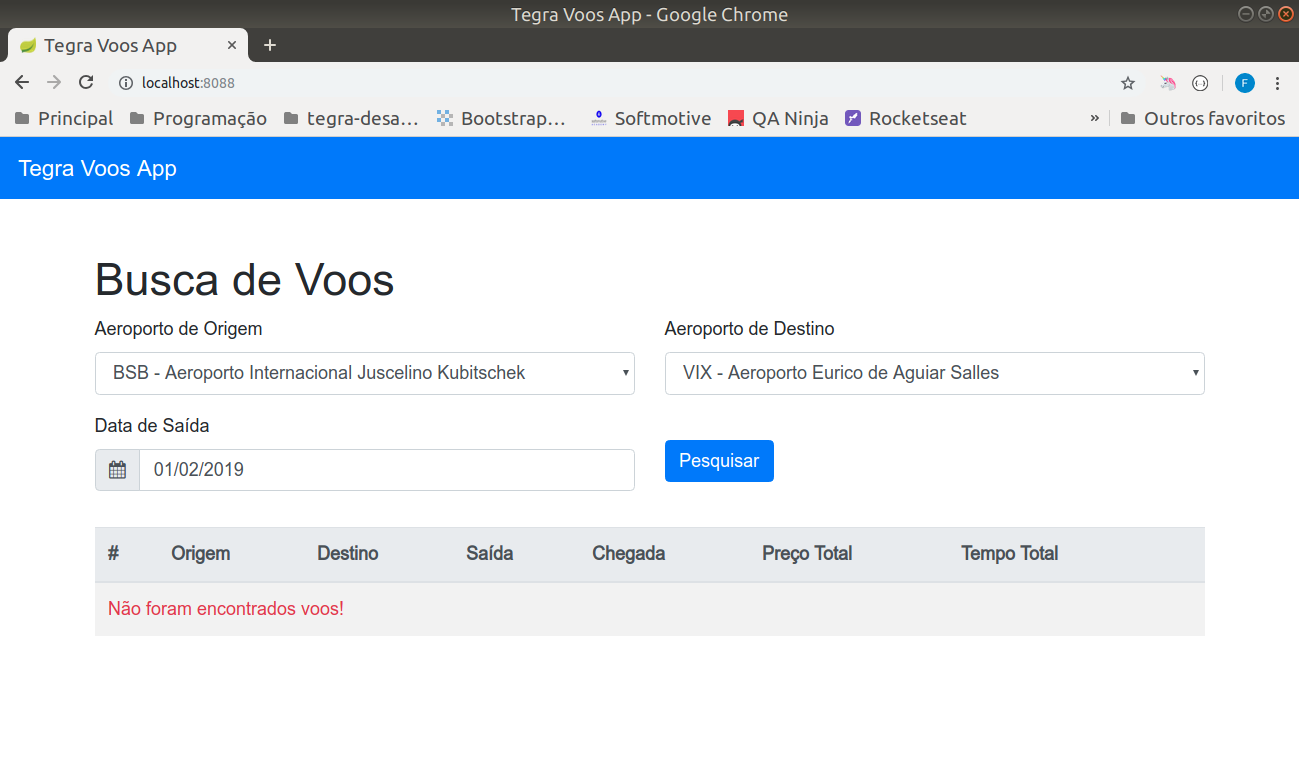 Tegra Voos App - Google Chrome
Tegra Voos App
localhost:8088
F
Principal Programação tegra-desa... Bootstrap... Softmotive QA Ninja Rocketseat » Outros favoritos
Tegra Voos App
Busca de Voos
Aeroporto de Origem Aeroporto de Destino
BSB - Aeroporto Internacional Juscelino Kubitschek VIX - Aeroporto Eurico de Aguiar Salles
Data de Saída
01/02/2019 Pesquisar
# Origem Destino Saída Chegada Preço Total Tempo Total
Não foram encontrados voos!